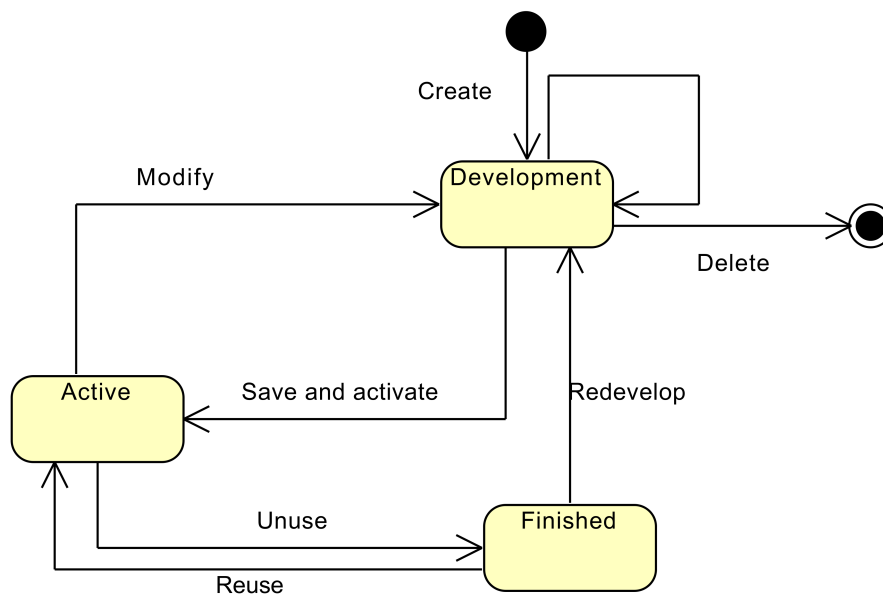 Create
Modify
Development
Delete
Active
Save and activate
Redevelop
Unuse
Finished
Reuse